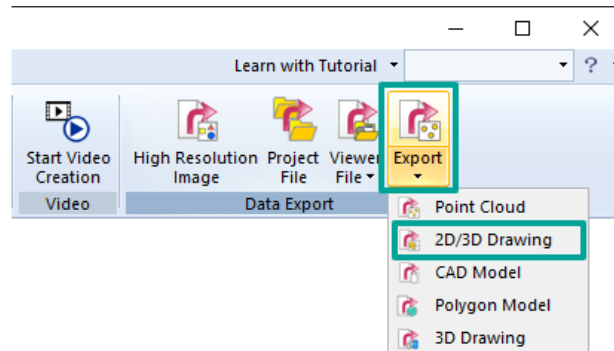 Learn with Tutorial
?
Start Video
Creation
High Resolution
Image
Project
File
Viewer
File
Export
Video
Data Export
Point Cloud
2D/3D Drawing
CAD Model
Polygon Model
3D Drawing